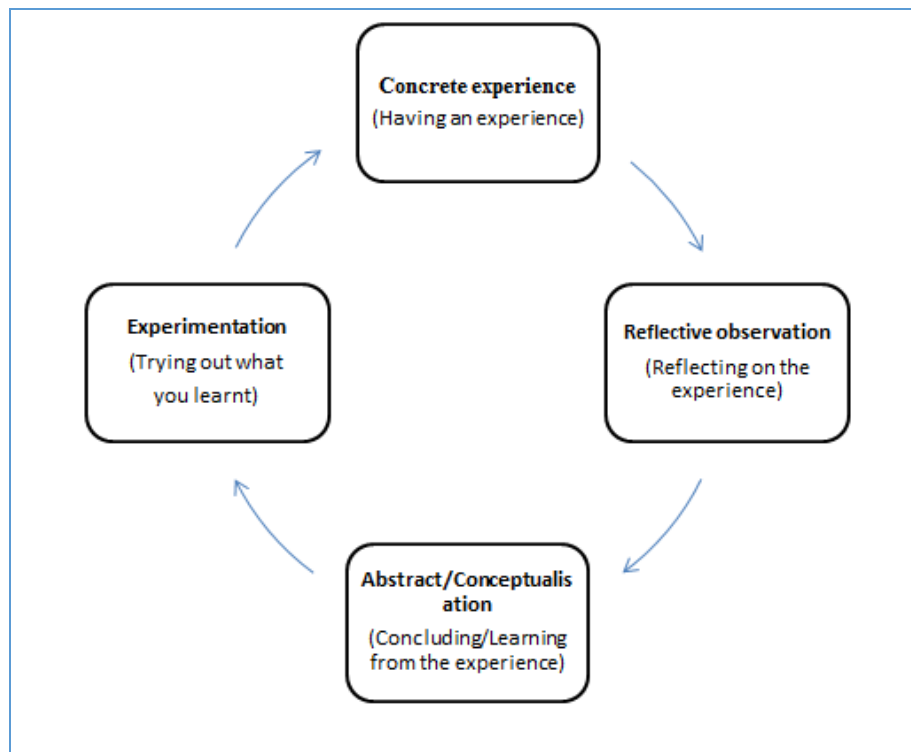 Concrete experience
(Having an experience)
Reflective observation
(Reflecting on the
experience)
Abstract/Conceptualis
ation
(Concluding/Learning
from the experience)
Experimentation
(Trying out what
you learnt)